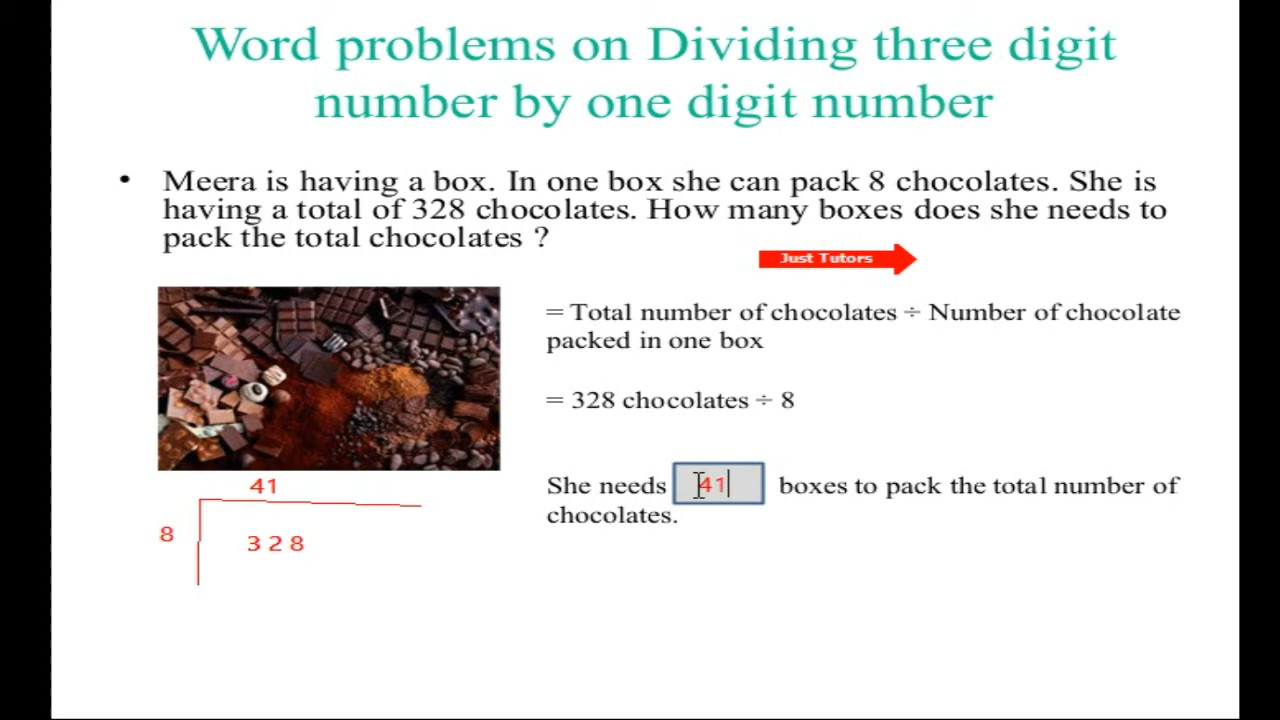 Word problems on Dividing three digit
number by one digit number
• Meera is having a box. In one box she can pack 8 chocolates. She is
having a total of 328 chocolates. How many boxes does she needs to
pack the total chocolates ?
Just Tutors
= Total number of chocolates ÷ Number of chocolate
packed in one box
= 328 chocolates ÷ 8
She needs 41 boxes to pack the total number of
chocolates.
41
8 3 2 8